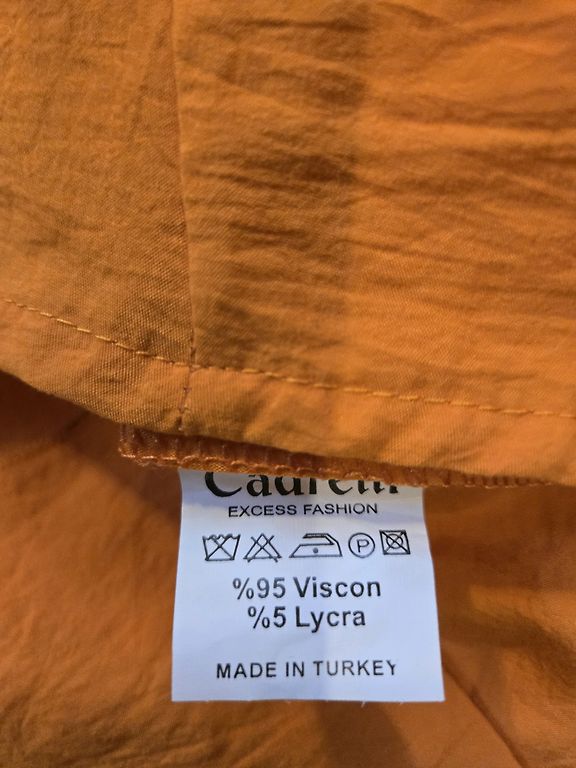 EXCESS FASHION
P
%95 Viscon
%5 Lycra
MADE IN TURKEY